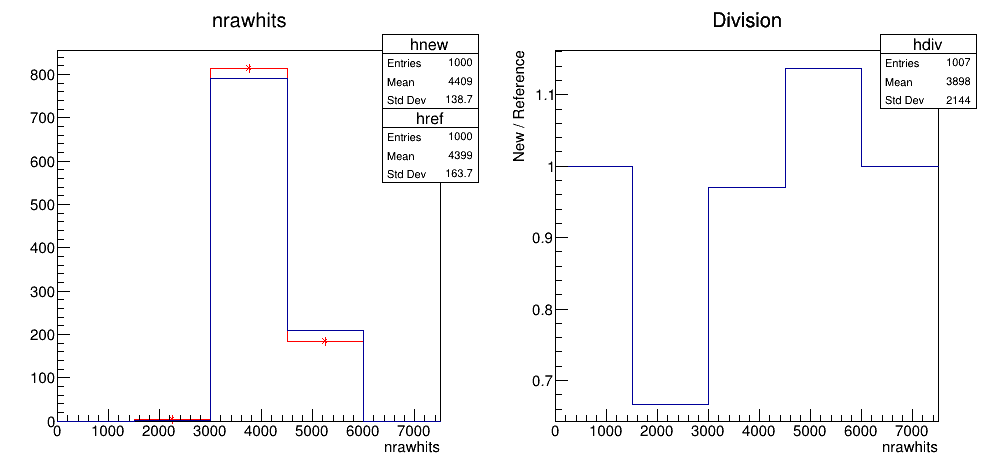 nrawhits
hnew
Entries 1000
Mean 4409
Std Dev 138.7
href
Entries 1000
Mean 4399
Std Dev 163.7
800
700
600
500
400
300
200
100
0
0 1000 2000 3000 4000 5000 6000 7000
nrawhits
Division
hdiv
Entries 1007
Mean 3898
Std Dev 2144
New / Reference
1.1
1
0.9
0.8
0.7
0 1000 2000 3000 4000 5000 6000 7000
nrawhits